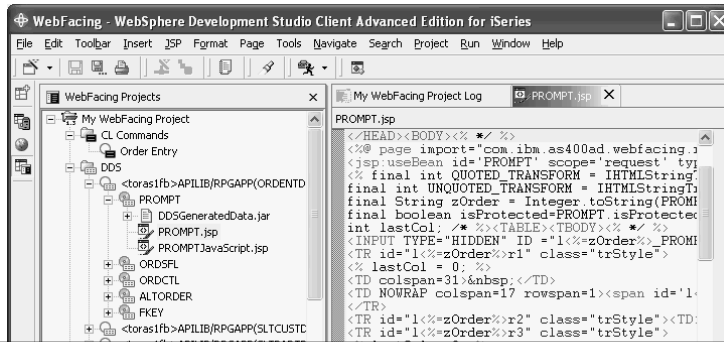 WebFacing - WebSphere Development Studio Client Advanced Edition for iSeries
File Edit Toolbar Insert JSP Format Page Tools Navigate Search Project Run Window Help
WebFacing Projects
My WebFacing Project
CL Commands
Order Entry
DDS
<toras1fb>APILIB/RPGAPP(ORDENTD
PROMPT
DDSGeneratedData.jar
PROMPT.jsp
PROMPTJavaScript.jsp
ORDSFL
ORDCTL
ALTORDER
FKEY
<toras1fb>APILIB/RPGAPP(SLTCUSTD
My WebFacing Project Log
PROMPT.jsp
PROMPT.jsp
</HEAD><BODY><% */ %>
<%@ page import="com.ibm.as400ad.webfacing.
<jsp:useBean id='PROMPT' scope='request' typ
<% final int QUOTED_TRANSFORM = IHTMLStringT
final int UNQUOTED_TRANSFORM = IHTMLStringTr
final String zOrder = Integer.toString(PROMP
final boolean isProtected=PROMPT.isProtected
int lastCol; /* %><TABLE><TBODY><% */ %>
<INPUT TYPE="HIDDEN" ID ="l<%=zOrder%>_PROMP
<TR id="l<%=zOrder%>r1" class="trStyle">
<% lastCol = 0; %>
<TD colspan=31>&nbsp;</TD>
<TD NOWRAP colspan=17 rowspan=1><span id='l<
</TR>
<TR id="l<%=zOrder%>r2" class="trStyle"><TD
<TR id="l<%=zOrder%>r3" class="trStyle">